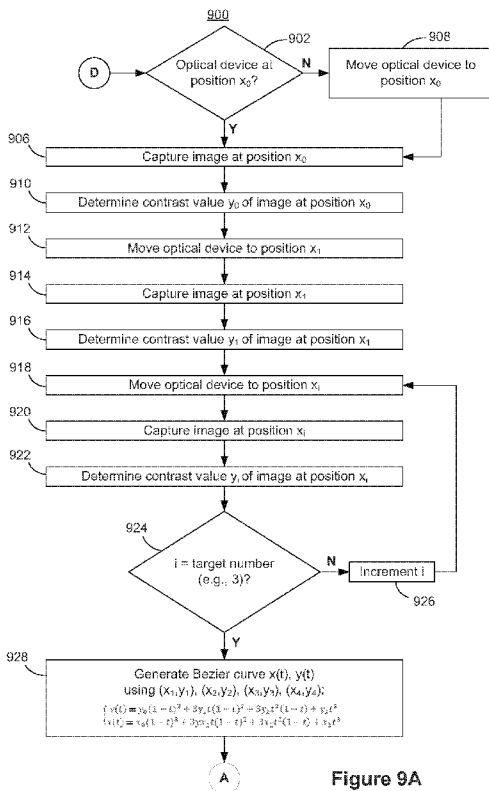 900
902
D
Optical device at
position x₀?
N
908
Move optical device to
position x₀
Y
906
Capture image at position x₀
910
Determine contrast value y₀ of image at position x₀
912
Move optical device to position x₁
914
Capture image at position x₁
916
Determine contrast value y₁ of image at position x₁
918
Move optical device to position xᵢ
920
Capture image at position xᵢ
922
Determine contrast value yᵢ of image at position xᵢ
924
i = target number
(e.g., 3)?
N
Increment i
926
Y
928
Generate Bezier curve x(t), y(t)
using (x₁,y₁), (x₂,y₂), (x₃,y₃), (x₄,y₄):
A
Figure 9A